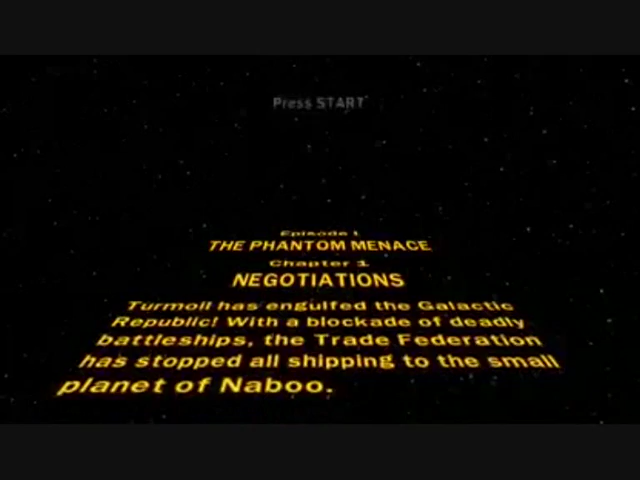 Press START
Episode I
THE PHANTOM MENACE
Chapter 1
NEGOTIATIONS
Turmoil has engulfed the Galactic
Republic! With a blockade of deadly
battleships, the Trade Federation
has stopped all shipping to the small
planet of Naboo.